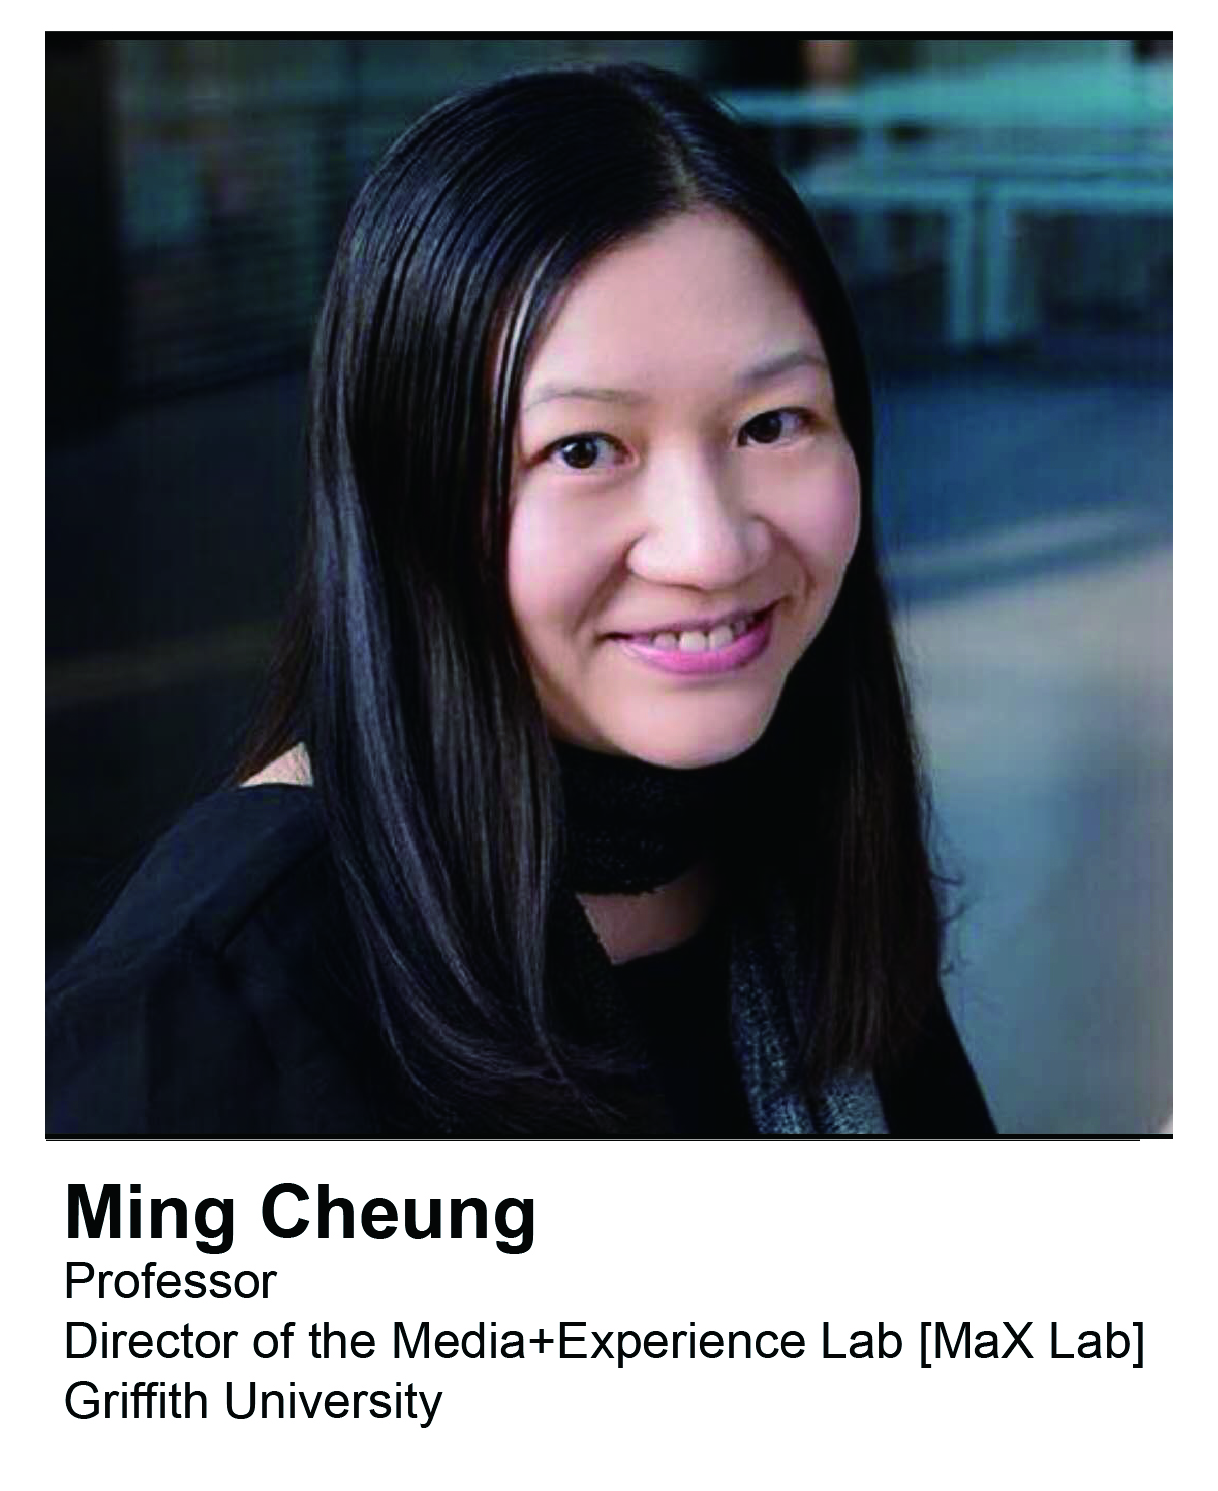 Ming Cheung
Professor
Director of the Media+Experience Lab [MaX Lab]
Griffith University